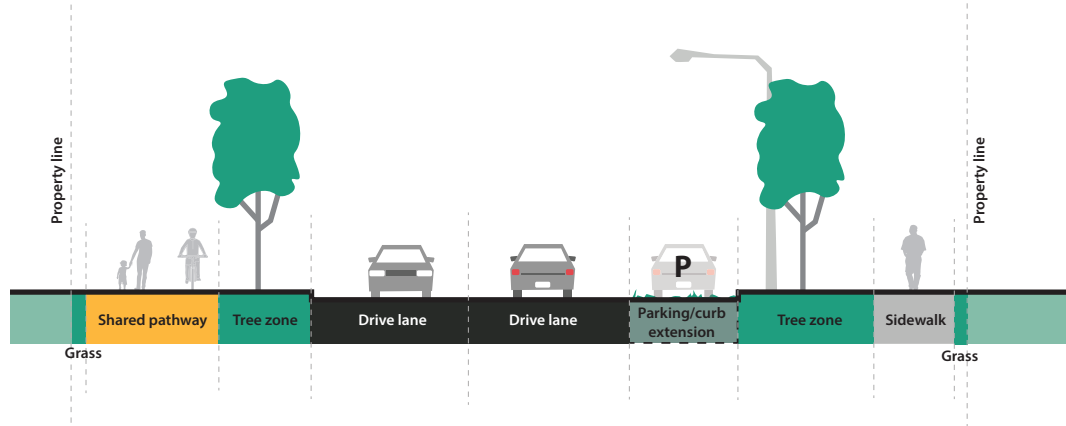 Property line
Property line
P
Shared pathway
Tree zone
Drive lane
Drive lane
Parking/curb
extension
Tree zone
Sidewalk
Grass
Grass